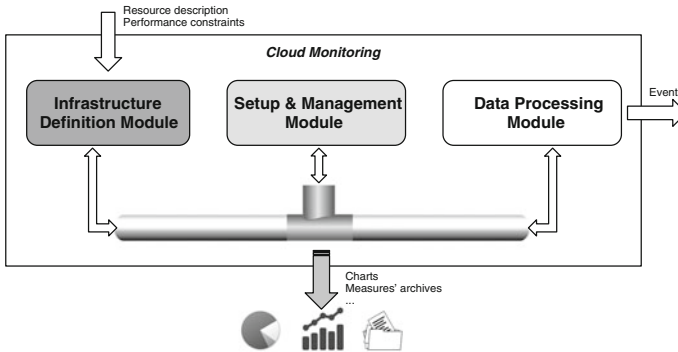 Resource description
Performance constraints
Cloud Monitoring
Infrastructure
Definition Module
Setup & Management
Module
Data Processing
Module
Event
Charts
Measures' archives
...